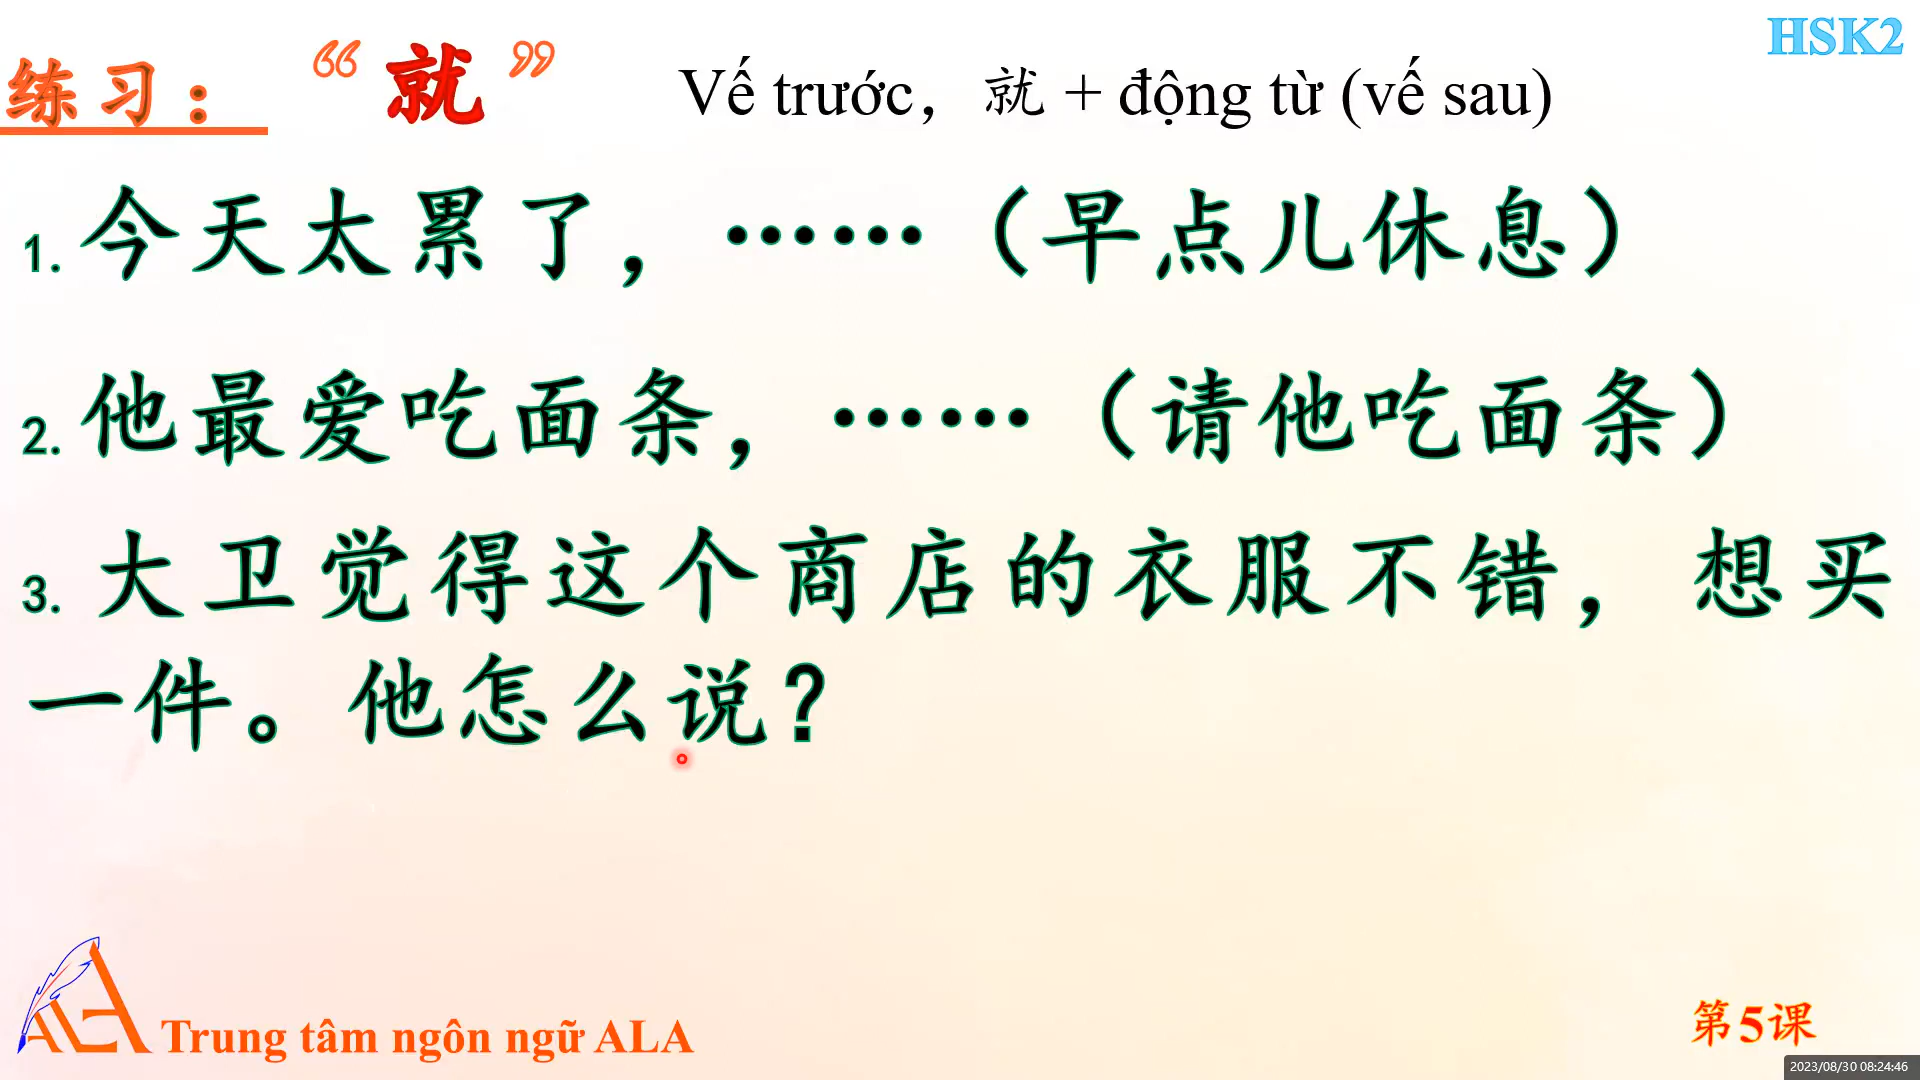 HSK2
练习： “就” Vế trước，就 + động từ (vế sau)
1. 今天太累了，……（早点儿休息）
2. 他最爱吃面条，……（请他吃面条）
3. 大卫觉得这个商店的衣服不错，想买
一件。他怎么说？
ALA Trung tâm ngôn ngữ ALA
第5课
2023/08/30 08:24:46